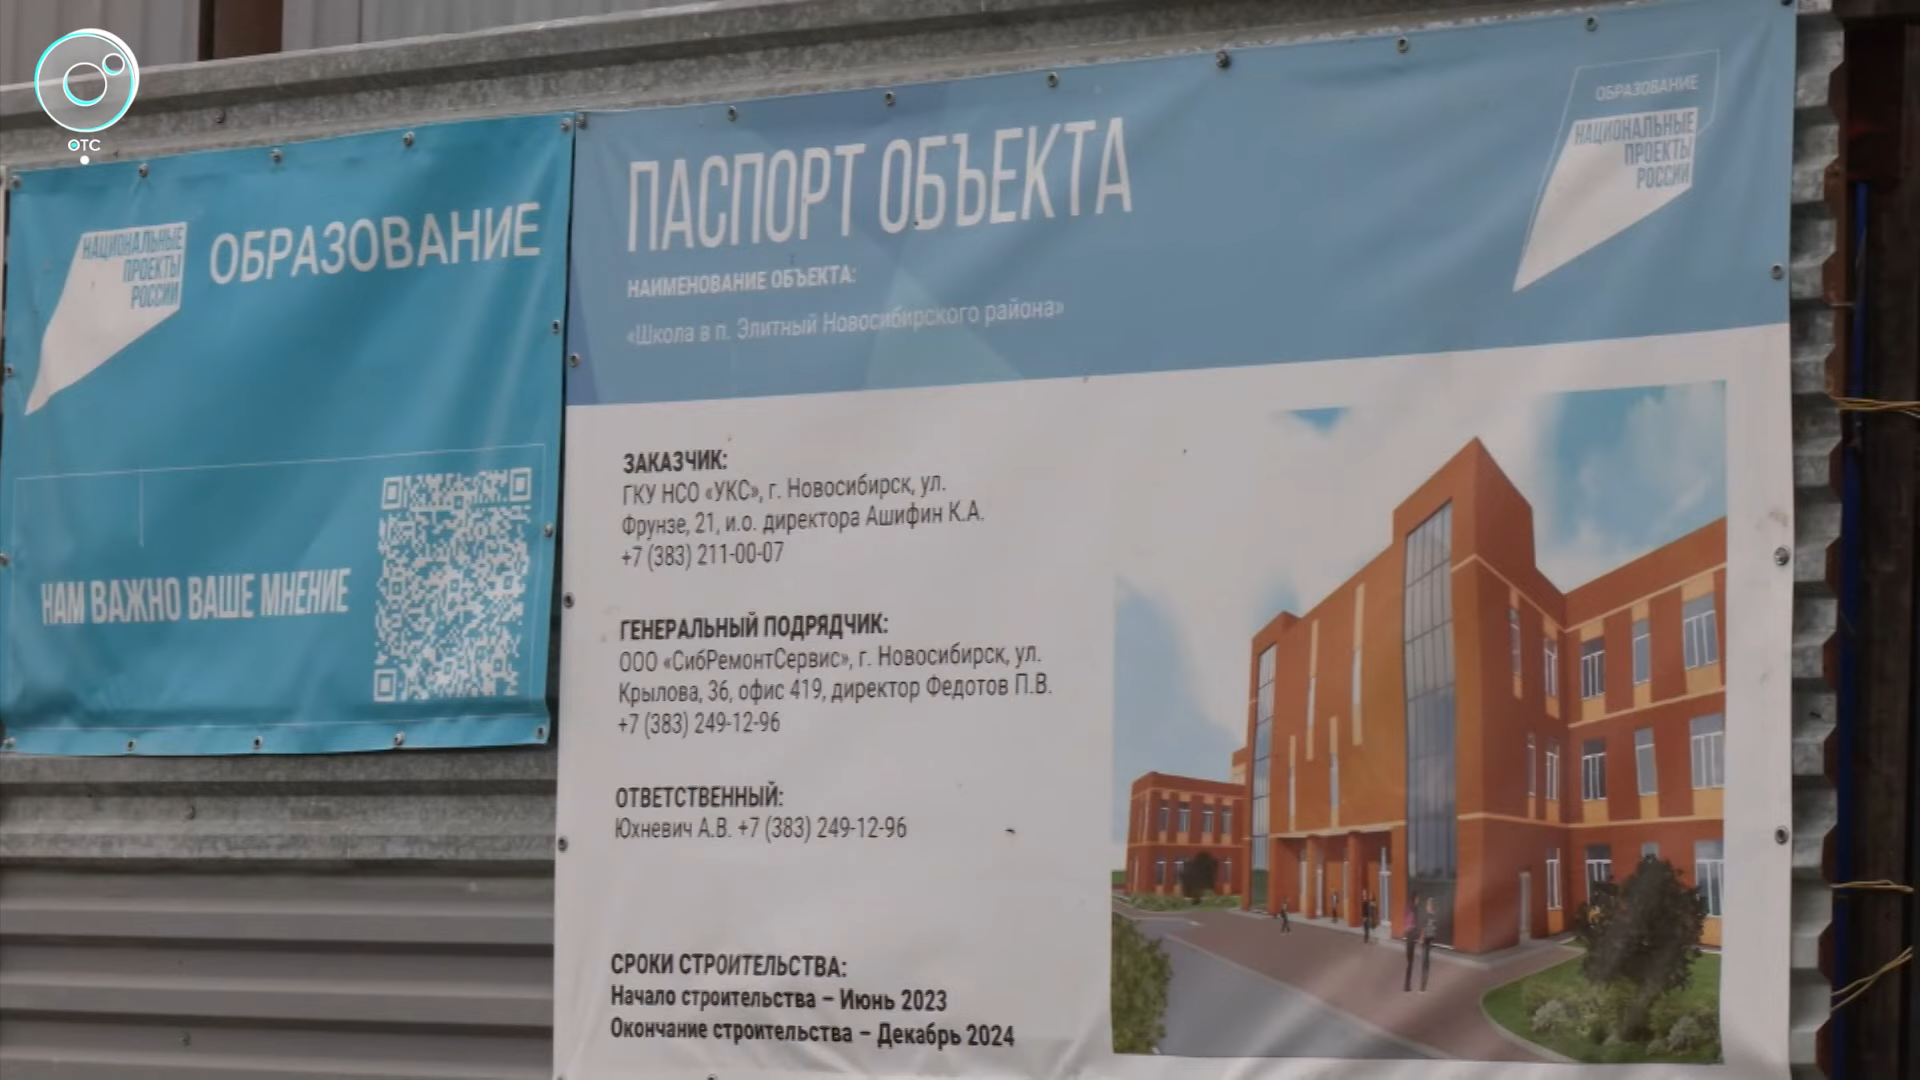 ОТС
НАЦИОНАЛЬНЫЕ
ПРОЕКТЫ
РОССИИ
ОБРАЗОВАНИЕ
НАМ ВАЖНО ВАШЕ МНЕНИЕ
ПАСПОРТ ОБЪЕКТА
НАИМЕНОВАНИЕ ОБЪЕКТА:
«Школа в п. Элитный Новосибирского района»
ОБРАЗОВАНИЕ
НАЦИОНАЛЬНЫЕ
ПРОЕКТЫ
РОССИИ
ЗАКАЗЧИК:
ГКУ НСО «УКС», г. Новосибирск, ул.
Фрунзе, 21, и.о. директора Ашифин К.А.
+7 (383) 211-00-07
ГЕНЕРАЛЬНЫЙ ПОДРЯДЧИК:
ООО «СибРемонтСервис», г. Новосибирск, ул.
Крылова, 36, офис 419, директор Федотов П.В.
+7 (383) 249-12-96
ОТВЕТСТВЕННЫЙ:
Юхневич А.В. +7 (383) 249-12-96
СРОКИ СТРОИТЕЛЬСТВА:
Начало строительства – Июнь 2023
Окончание строительства – Декабрь 2024